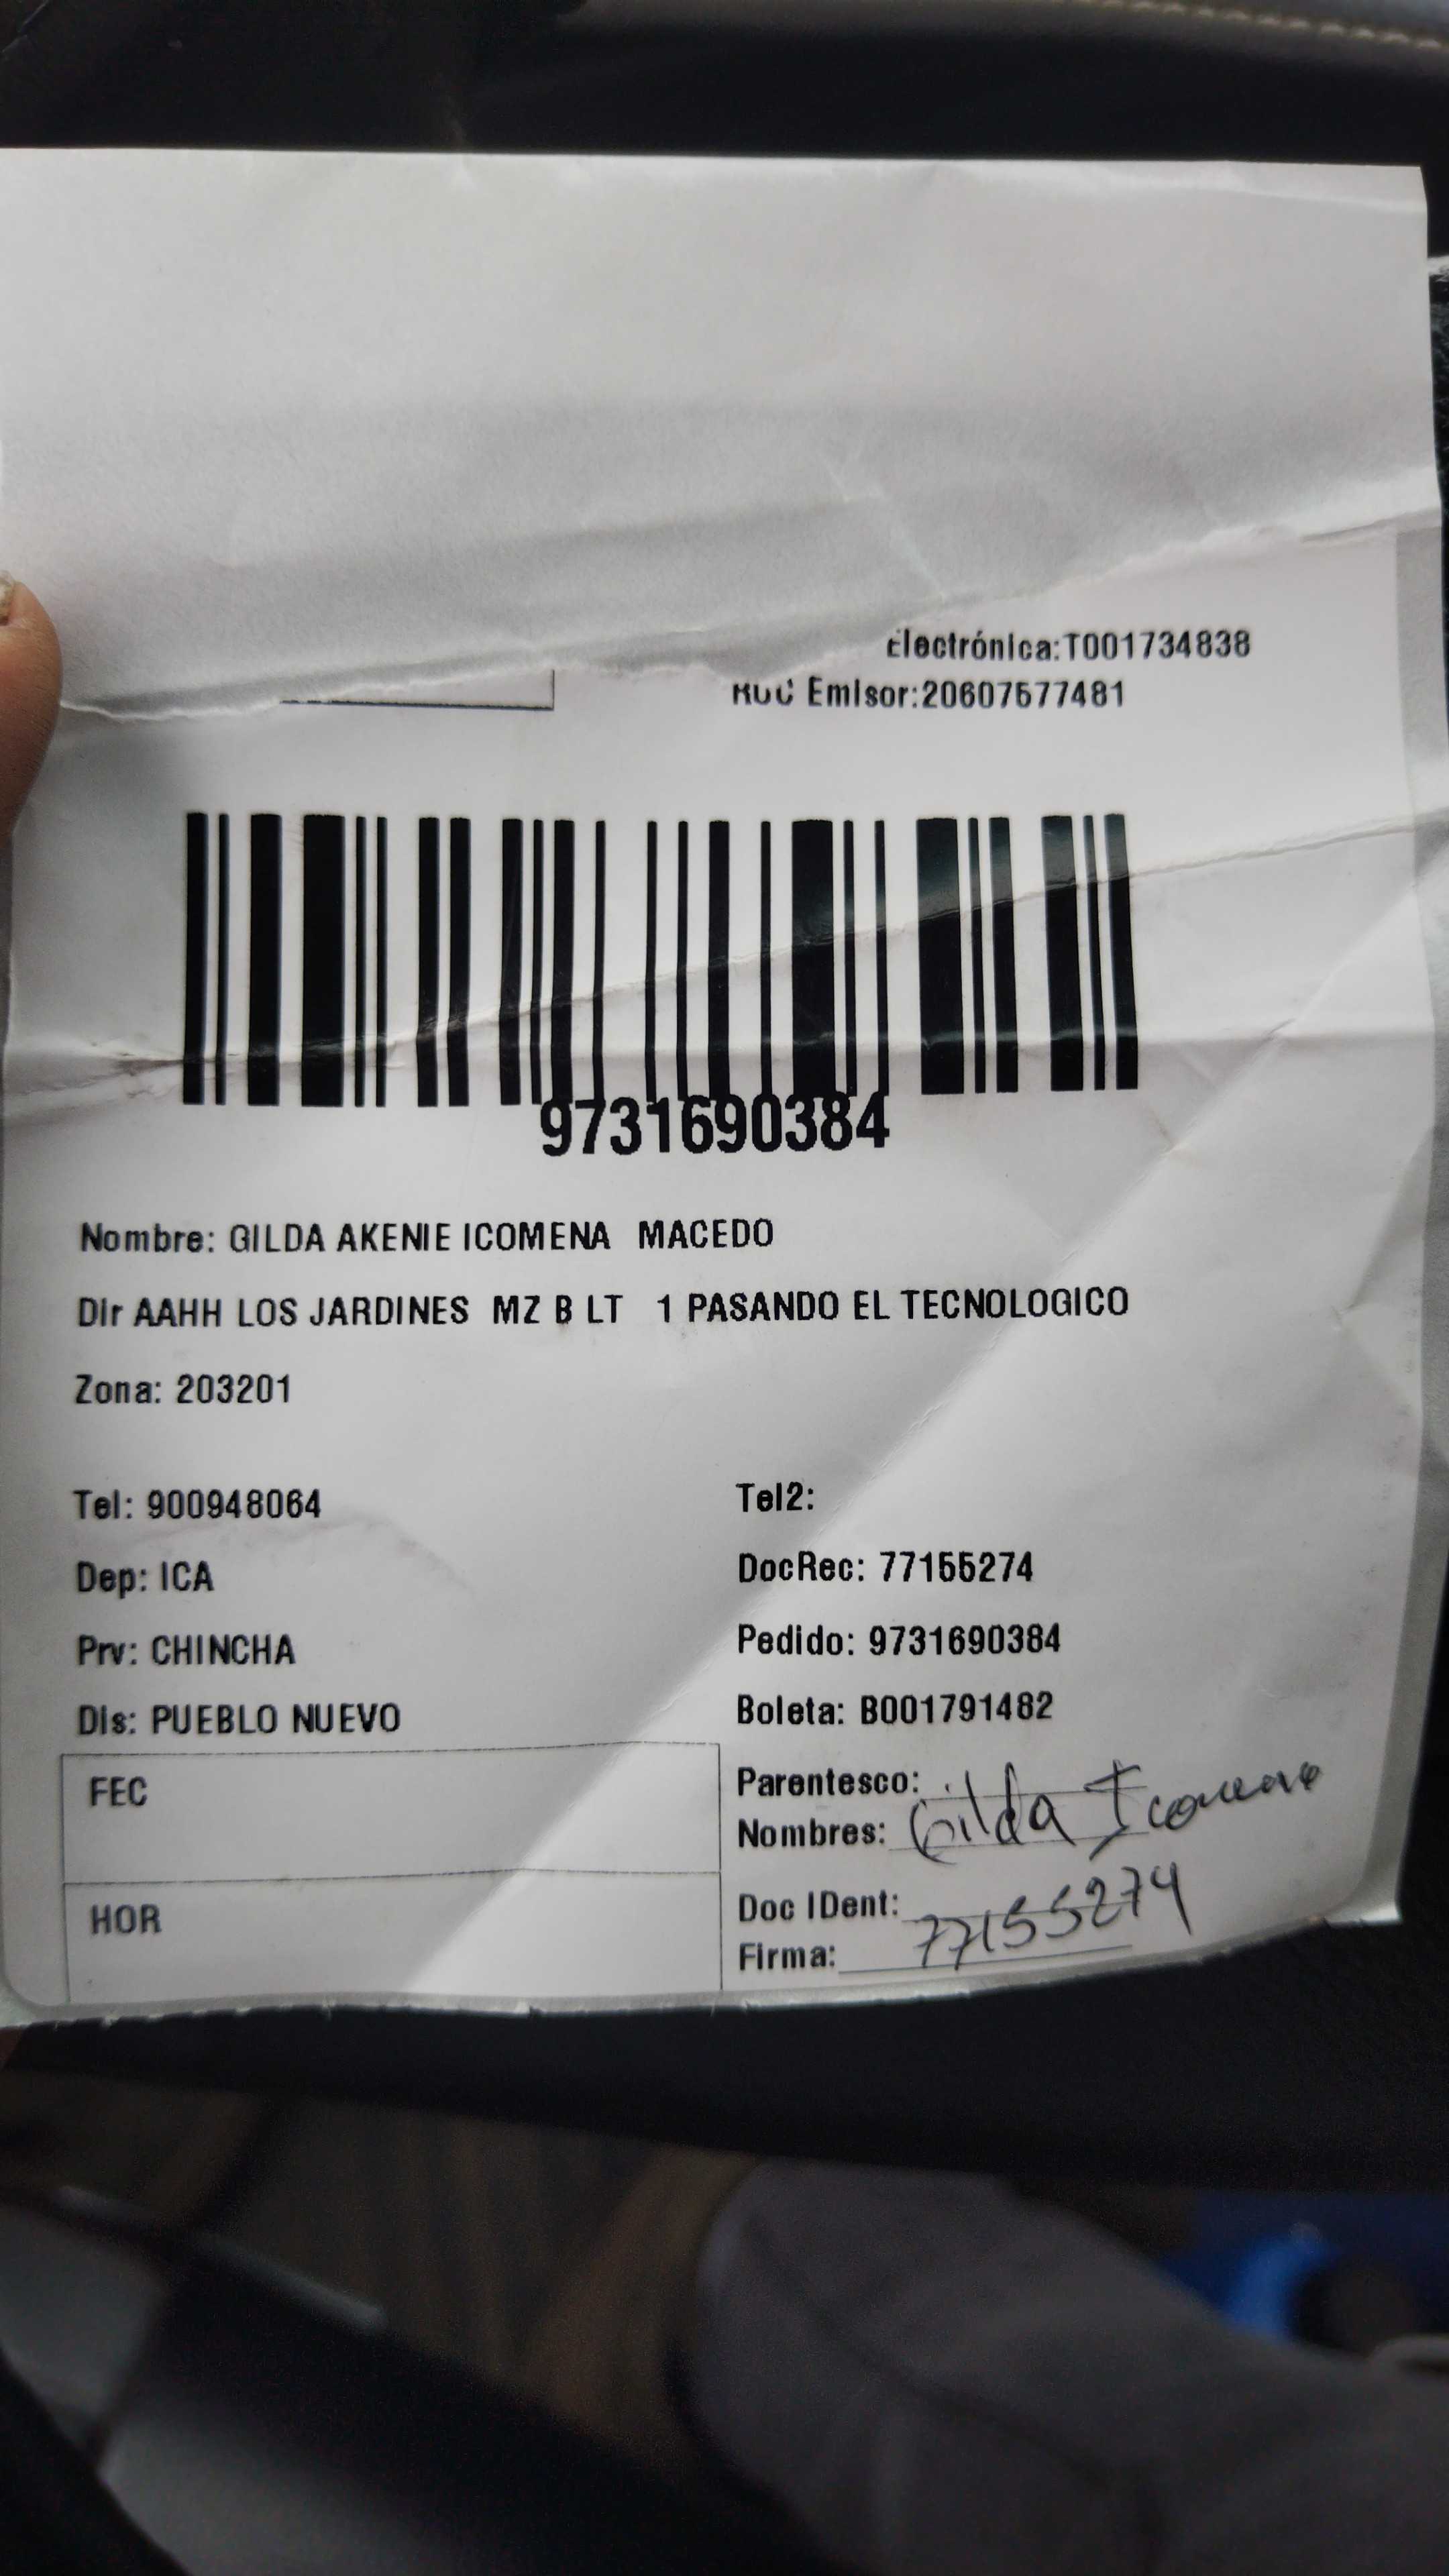 Electrónica:T001734838
RUC Emisor:20607577481
9731690384
Nombre: GILDA AKENIE ICOMENA MACEDO
Dir AAHH LOS JARDINES MZ B LT 1 PASANDO EL TECNOLOGICO
Zona: 203201
Tel: 900948064
Tel2:
Dep: ICA
DocRec: 77155274
Prv: CHINCHA
Pedido: 9731690384
Dis: PUEBLO NUEVO
Boleta: B001791482
FEC
Parentesco:
Nombres: Gilda Icomena
HOR
Doc IDent: 77155274
Firma: